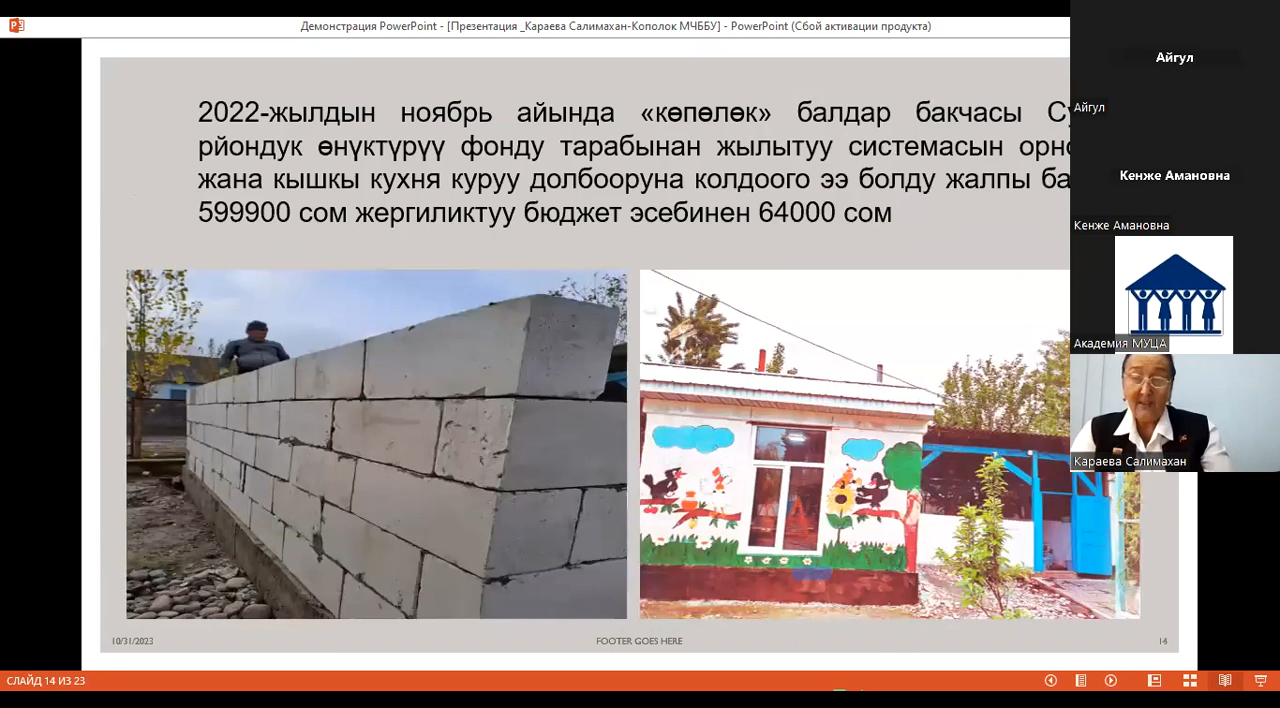 Демонстрация PowerPoint - [Презентация _Караева Салимахан-Кополок МЧББУ] - PowerPoint (Сбой активации продукта)
2022-жылдын ноябрь айында «көпөлөк» балдар бакчасы
рйондук өнүктүрүү фонду тарабынан жылытуу системасын
жана кышкы кухня куруу долбооруна колдоого ээ болду жалпы
599900 сом жергиликтуу бюджет эсебинен 64000 сом
10/31/2023
FOOTER GOES HERE
14
СЛАЙД 14 ИЗ 23
Айгул
Айгул
Кенже Амановна
Кенже Амановна
Академия МУЦА
Караева Салимахан